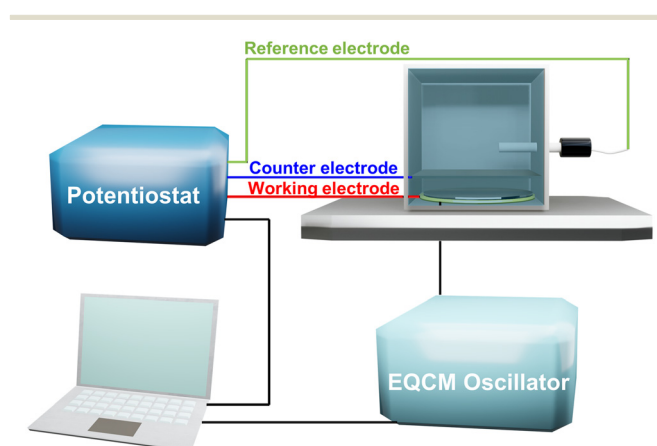 Reference electrode
Counter electrode
Working electrode
Potentiostat
EQCM Oscillator